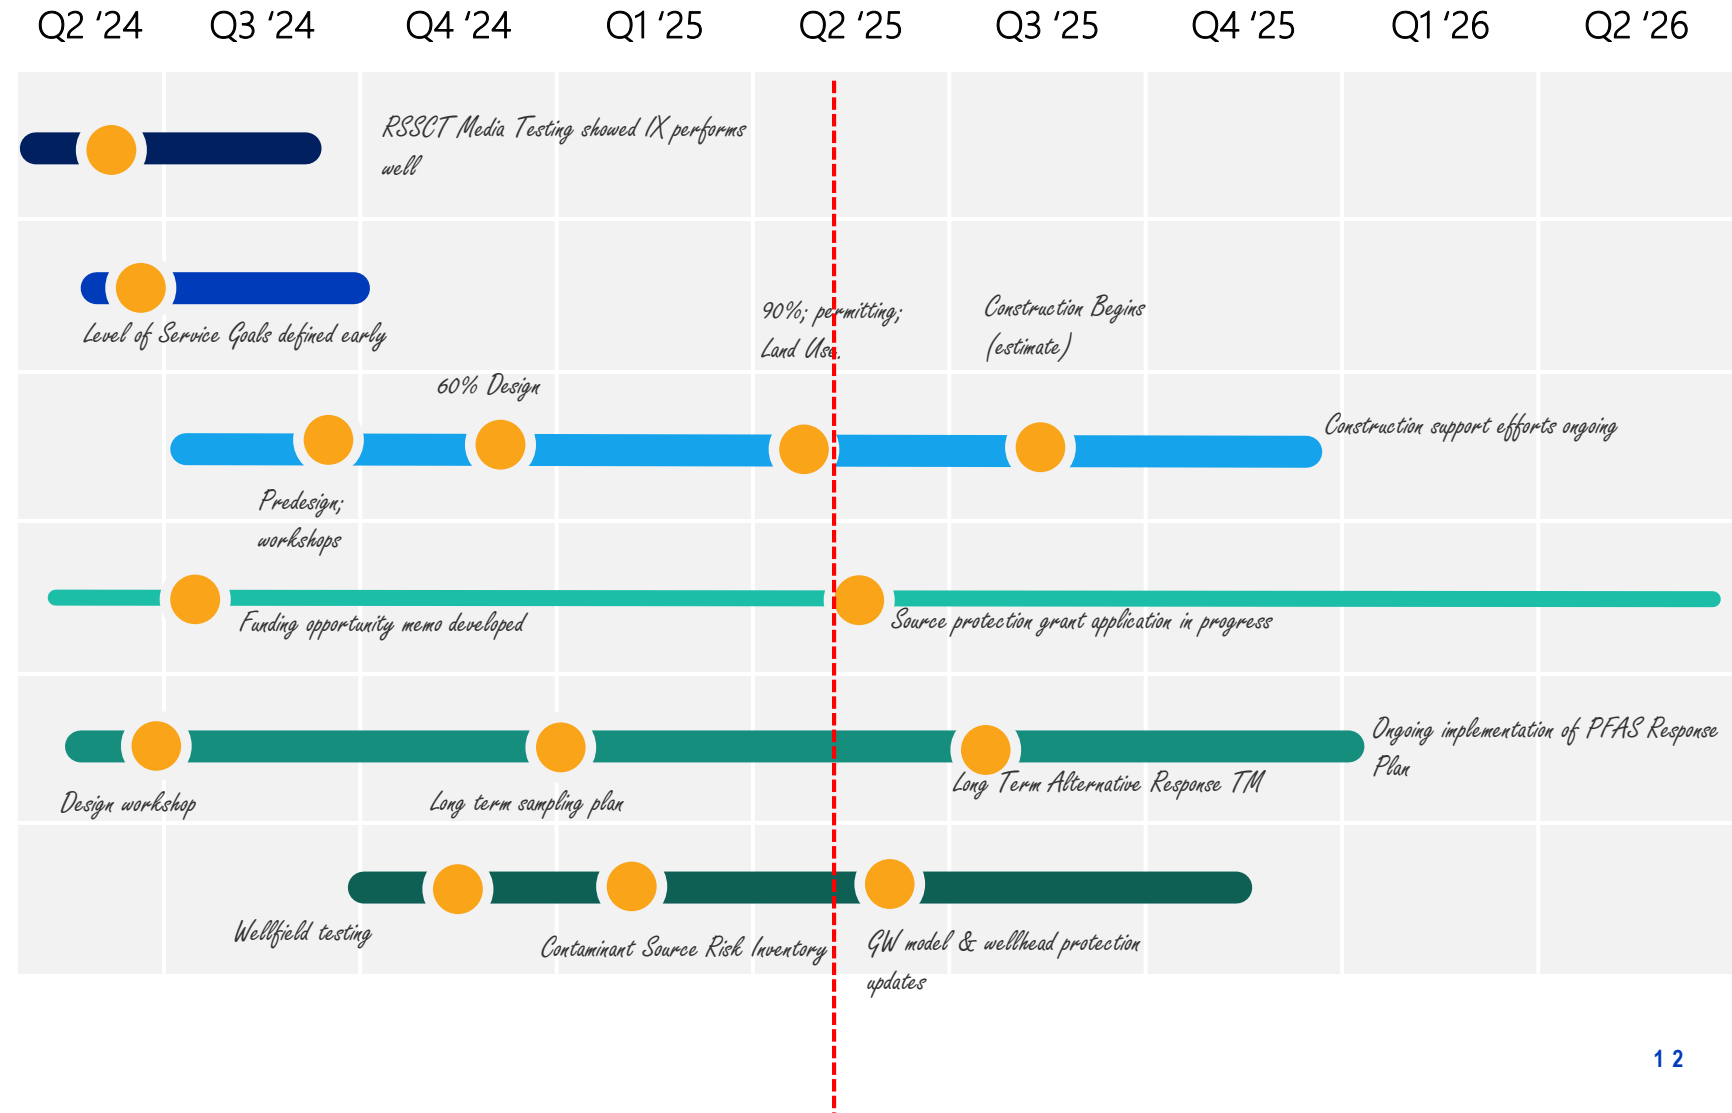 Q2 ‘24 Q3 ‘24 Q4 ‘24 Q1 ‘25 Q2 ‘25 Q3 ‘25 Q4 ‘25 Q1 ‘26 Q2 ‘26
RSSCT Media Testing showed IX performs
well
Level of Service Goals defined early
90%; permitting;
Land Use.
Construction Begins
(estimate)
60% Design
Construction support efforts ongoing
Predesign;
workshops
Funding opportunity memo developed
Source protection grant application in progress
Ongoing implementation of PFAS Response
Plan
Long Term Alternative Response TM
Design workshop
Long term sampling plan
Wellfield testing
Contaminant Source Risk Inventory
GW model & wellhead protection
updates
12